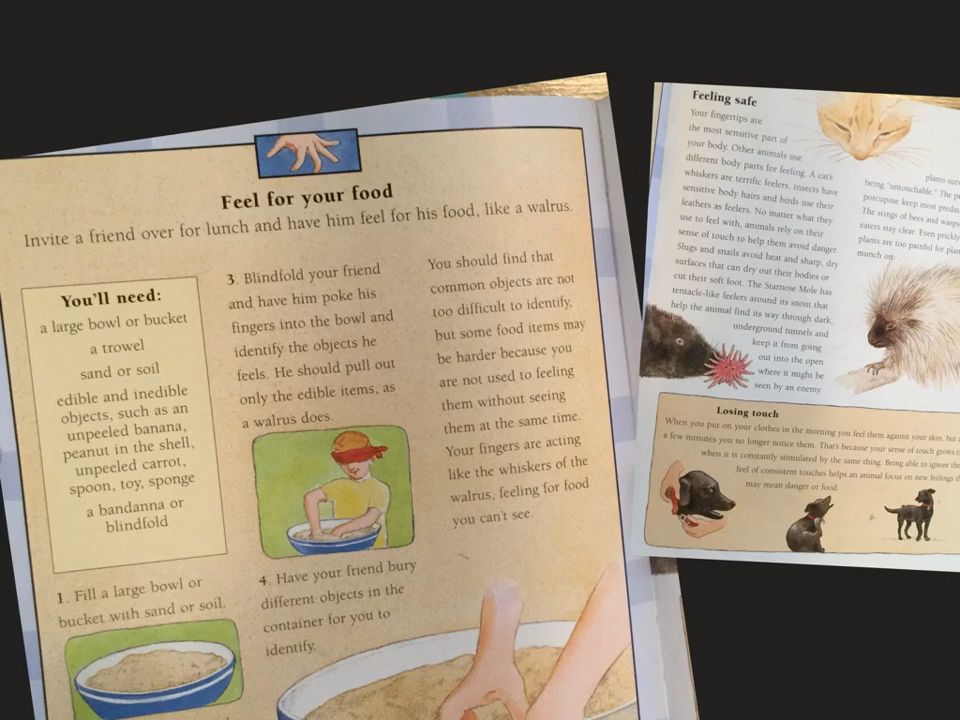 Feel for your food
Invite a friend over for lunch and have him feel for his food, like a walrus.
You'll need:
a large bowl or bucket
a trowel
sand or soil
edible and inedible
objects, such as an
unpeeled banana,
peanut in the shell,
unpeeled carrot,
spoon, toy, sponge
a bandanna or
blindfold
1. Fill a large bowl or
bucket with sand or soil.
3. Blindfold your friend
and have him poke his
fingers into the bowl and
identify the objects he
feels. He should pull out
only the edible items, as
a walrus does.
4. Have your friend bury
different objects in the
container for you to
identify.
You should find that
common objects are not
too difficult to identify,
but some food items may
be harder because you
are not used to feeling
them without seeing
them at the same time.
Your fingers are acting
like the whiskers of the
walrus, feeling for food
you can't see.
Feeling safe
Your fingertips are
the most sensitive part of
your body. Other animals use
different body parts for feeling. A cat's
whiskers are terrific feelers, insects have
sensitive body hairs and birds use their
feathers as feelers. No matter what they
use to feel with, animals rely on their
sense of touch to help them avoid danger.
Slugs and snails avoid heat and sharp, dry
surfaces that can dry out their bodies or
cut their soft foot. The Starnose Mole has
tentacle-like feelers around its snout that
help the animal find its way through dark,
underground tunnels and
keep it from going
out into the open
where it might be
seen by an enemy.
plants
being "untouchable." The
porcupine keep most
The stings of bees and wasps
eaters stay clear. Even prickly
plants are too painful for
munch on.
Losing touch
When you put on your clothes in the morning you feel them against your skin, but
a few minutes you no longer notice them. That's because your sense of touch grows
when it is constantly stimulated by the same thing. Being able to ignore the
feel of consistent touches helps an animal focus on new feelings
may mean danger or food.